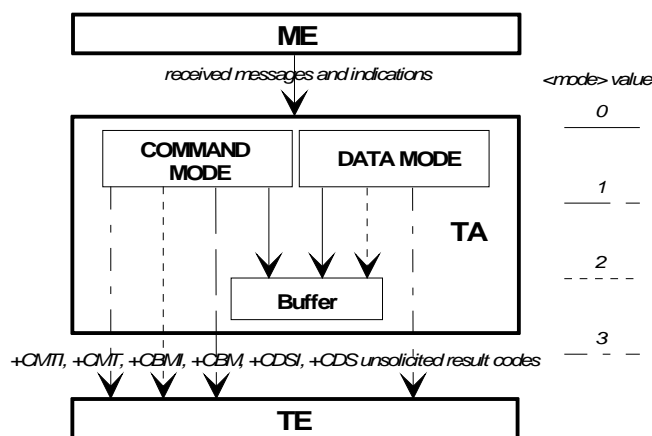 ME
received messages and indications
<mode> value
0
COMMAND
MODE
DATA MODE
1
TA
2
Buffer
3
+CMTI, +CMT, +CBMI, +CBM, +CDSI, +CDS unsolicited result codes
TE